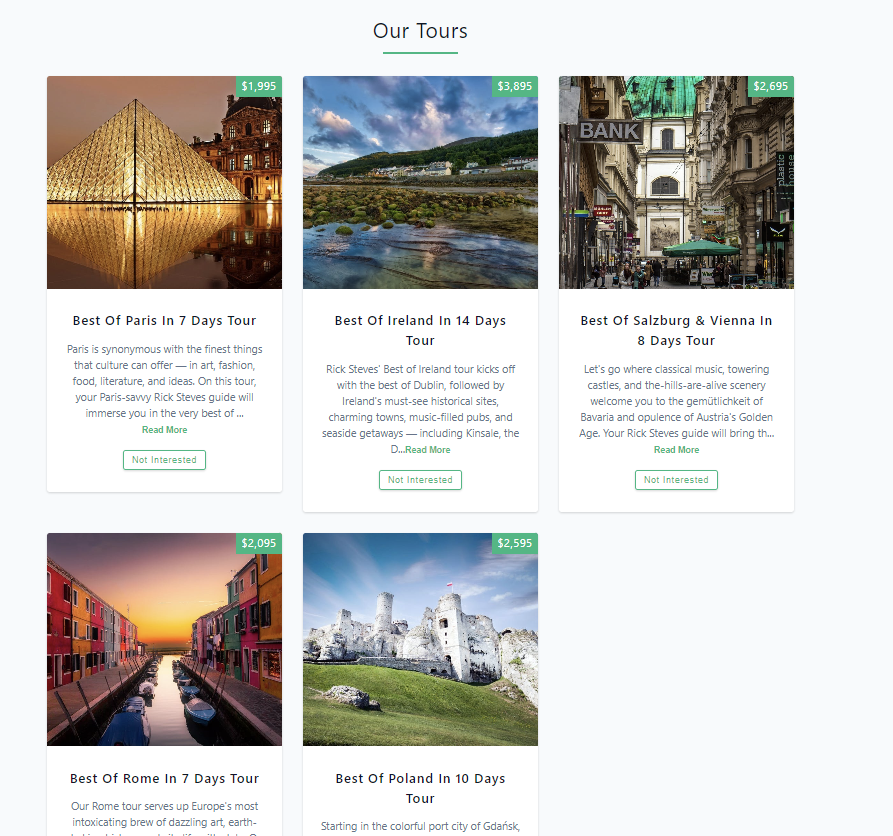 Our Tours
$1,995
$3,895
$2,695
BANK
plastic
house
Best Of Paris In 7 Days Tour
Paris is synonymous with the finest things
that culture can offer — in art, fashion,
food, literature, and ideas. On this tour,
your Paris-savvy Rick Steves guide will
immerse you in the very best of ...
Read More
Not Interested
Best Of Ireland In 14 Days
Tour
Rick Steves' Best of Ireland tour kicks off
with the best of Dublin, followed by
Ireland's must-see historical sites,
charming towns, music-filled pubs, and
seaside getaways — including Kinsale, the
D...Read More
Not Interested
Best Of Salzburg & Vienna In
8 Days Tour
Let's go where classical music, towering
castles, and the-hills-are-alive scenery
welcome you to the gemütlichkeit of
Bavaria and opulence of Austria's Golden
Age. Your Rick Steves guide will bring th...
Read More
Not Interested
$2,095
$2,595
Best Of Rome In 7 Days Tour
Our Rome tour serves up Europe's most
intoxicating brew of dazzling art, earth-
Best Of Poland In 10 Days
Tour
Starting in the colorful port city of Gdańsk,